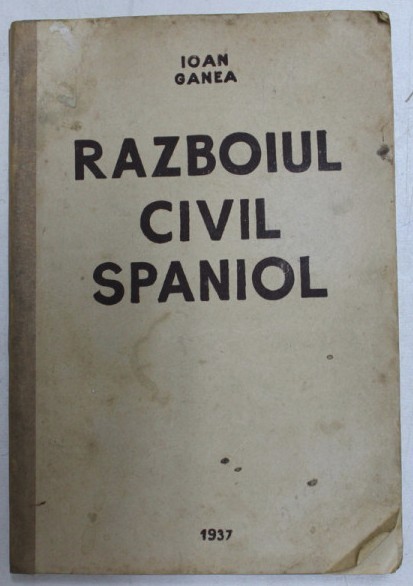 IOAN
GANEA
RAZBOIUL
CIVIL
SPANIOL
1937